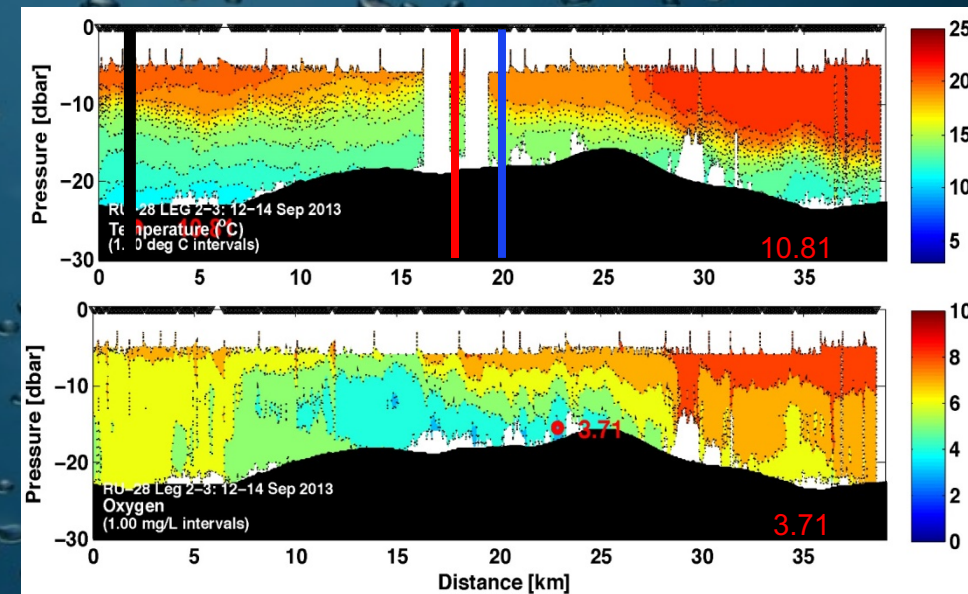 0
−10
−20
−30
Pressure [dbar]
RU−28 LEG 2−3: 12−14 Sep 2013
(1. 0 deg C intervals)
10.81
0 5 10 15 20 25 30 35
25
20
15
10
5
0
−10
−20
−30
Pressure [dbar]
3.71
RU−28 Leg 2−3: 12−14 Sep 2013
Oxygen
(1.00 mg/L intervals)
3.71
0 5 10 15 20 25 30 35
Distance [km]
10
8
6
4
2
0